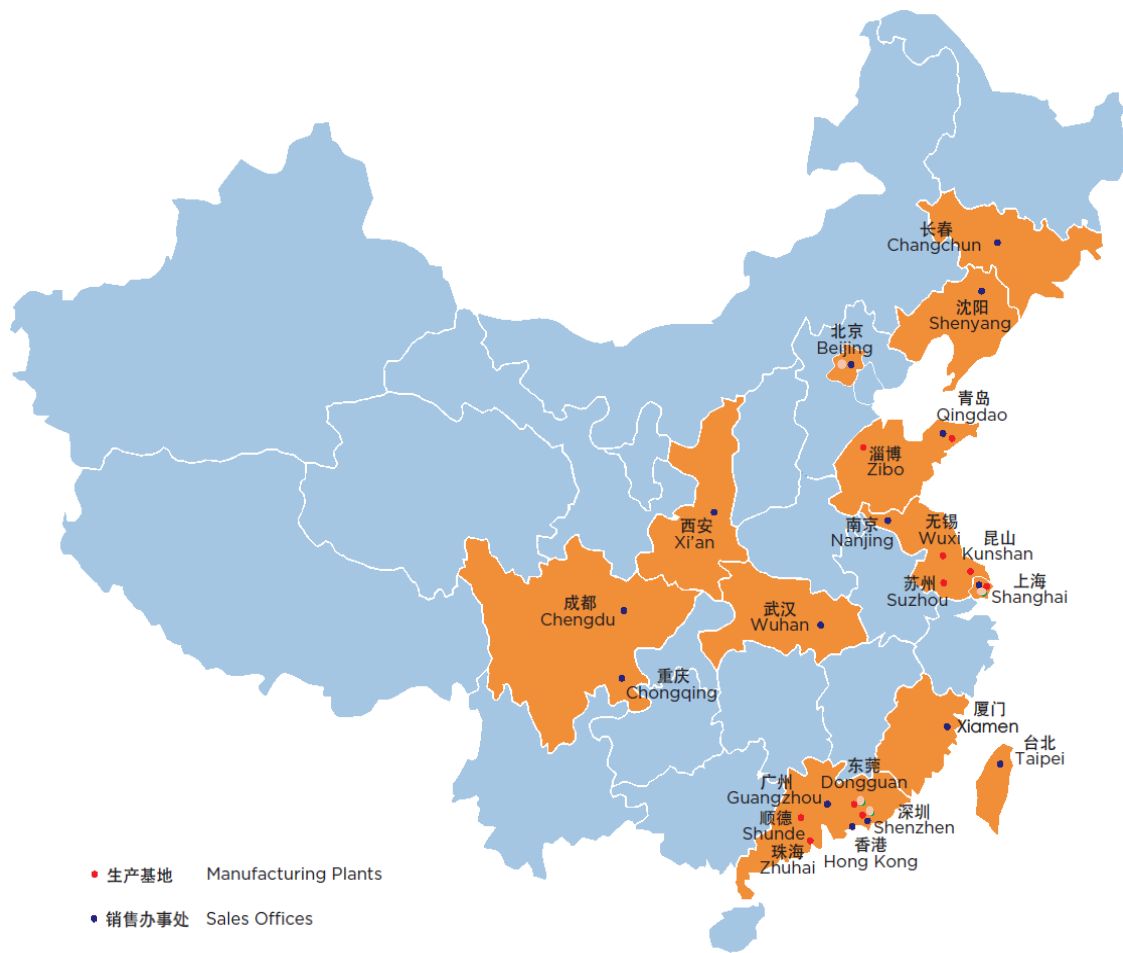 长春
Changchun
沈阳
Shenyang
北京
Beijing
青岛
Qingdao
淄博
Zibo
西安
Xi'an
南京
Nanjing
无锡
Wuxi
昆山
Kunshan
苏州
Suzhou
上海
Shanghai
成都
Chengdu
武汉
Wuhan
重庆
Chongqing
厦门
Xiamen
台北
Taipei
东莞
Dongguan
广州
Guangzhou
深圳
Shenzhen
顺德
Shunde
香港
Hong Kong
珠海
Zhuhai
生产基地 Manufacturing Plants
销售办事处 Sales Offices